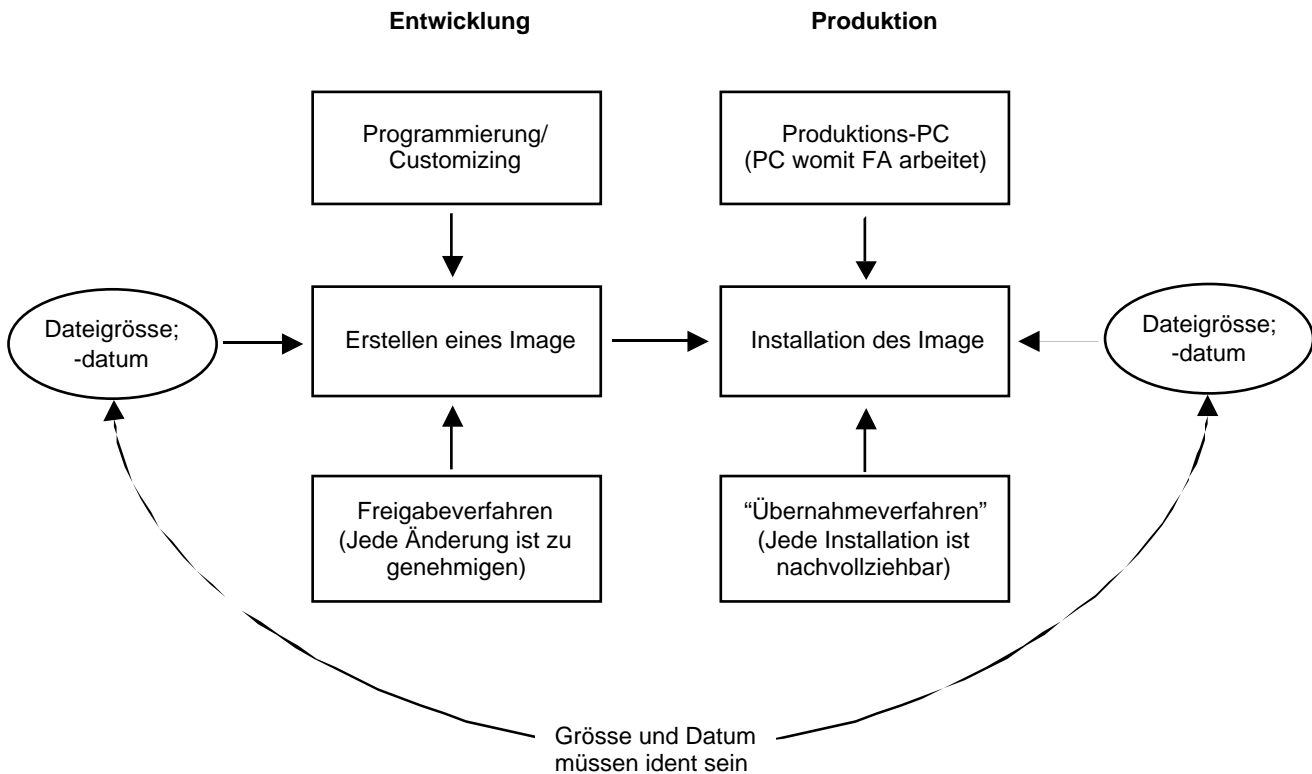 Entwicklung
Produktion
Programmierung/
Customizing
Produktions-PC
(PC womit FA arbeitet)
Dateigrösse;
-datum
Erstellen eines Image
Installation des Image
Dateigrösse;
-datum
Freigabeverfahren
(Jede Änderung ist zu
genehmigen)
“Übernahmeverfahren”
(Jede Installation ist
nachvollziehbar)
Grösse und Datum
müssen ident sein